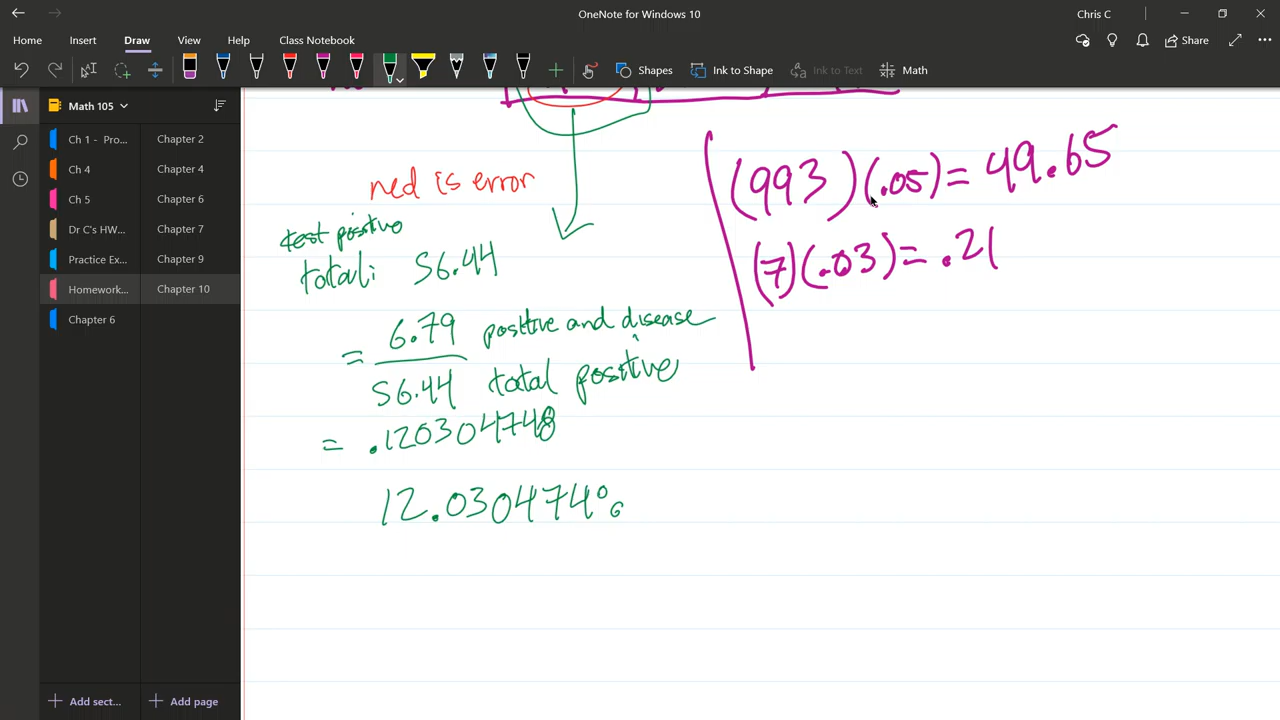 OneNote for Windows 10
Chris C
Home Insert Draw View Help Class Notebook
Share
Shapes Ink to Shape Ink to Text Math
Math 105
Ch 1 - Pro...
Ch 4
Ch 5
Dr C's HW...
Practice Ex...
Homework...
Chapter 6
Chapter 2
Chapter 4
Chapter 6
Chapter 7
Chapter 9
Chapter 10
Add sect...
Add page
red is error
test positive
total: 56.44
= 6.79 positive and disease
56.44 total positive
= .120304748
12.030474%
(993)(.05) = 49.65
(7)(.03) = .21